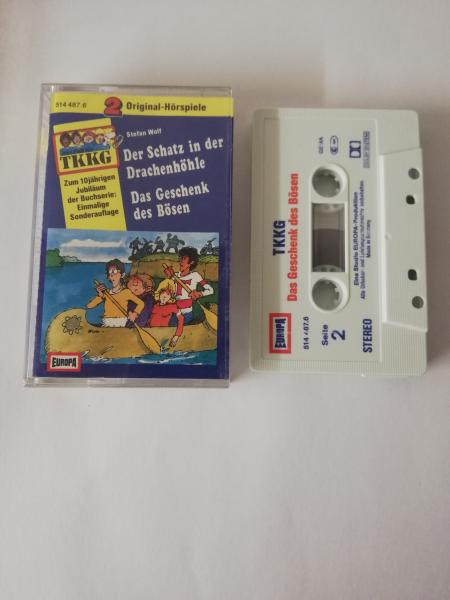 514 487.6
2 Original-Hörspiele
Stefan Wolf
TKKG
Der Schatz in der
Drachenhöhle
Das Geschenk
des Bösen
Zum 10jährigen
Jubiläum
der Buchserie:
Einmalige
Sonderauflage
EUROPA
EUROPA
TKKG
Das Geschenk des Bösen
514 487.6
Seite
2
STEREO
Eine Studio EUROPA-Produktion
Made in Germany